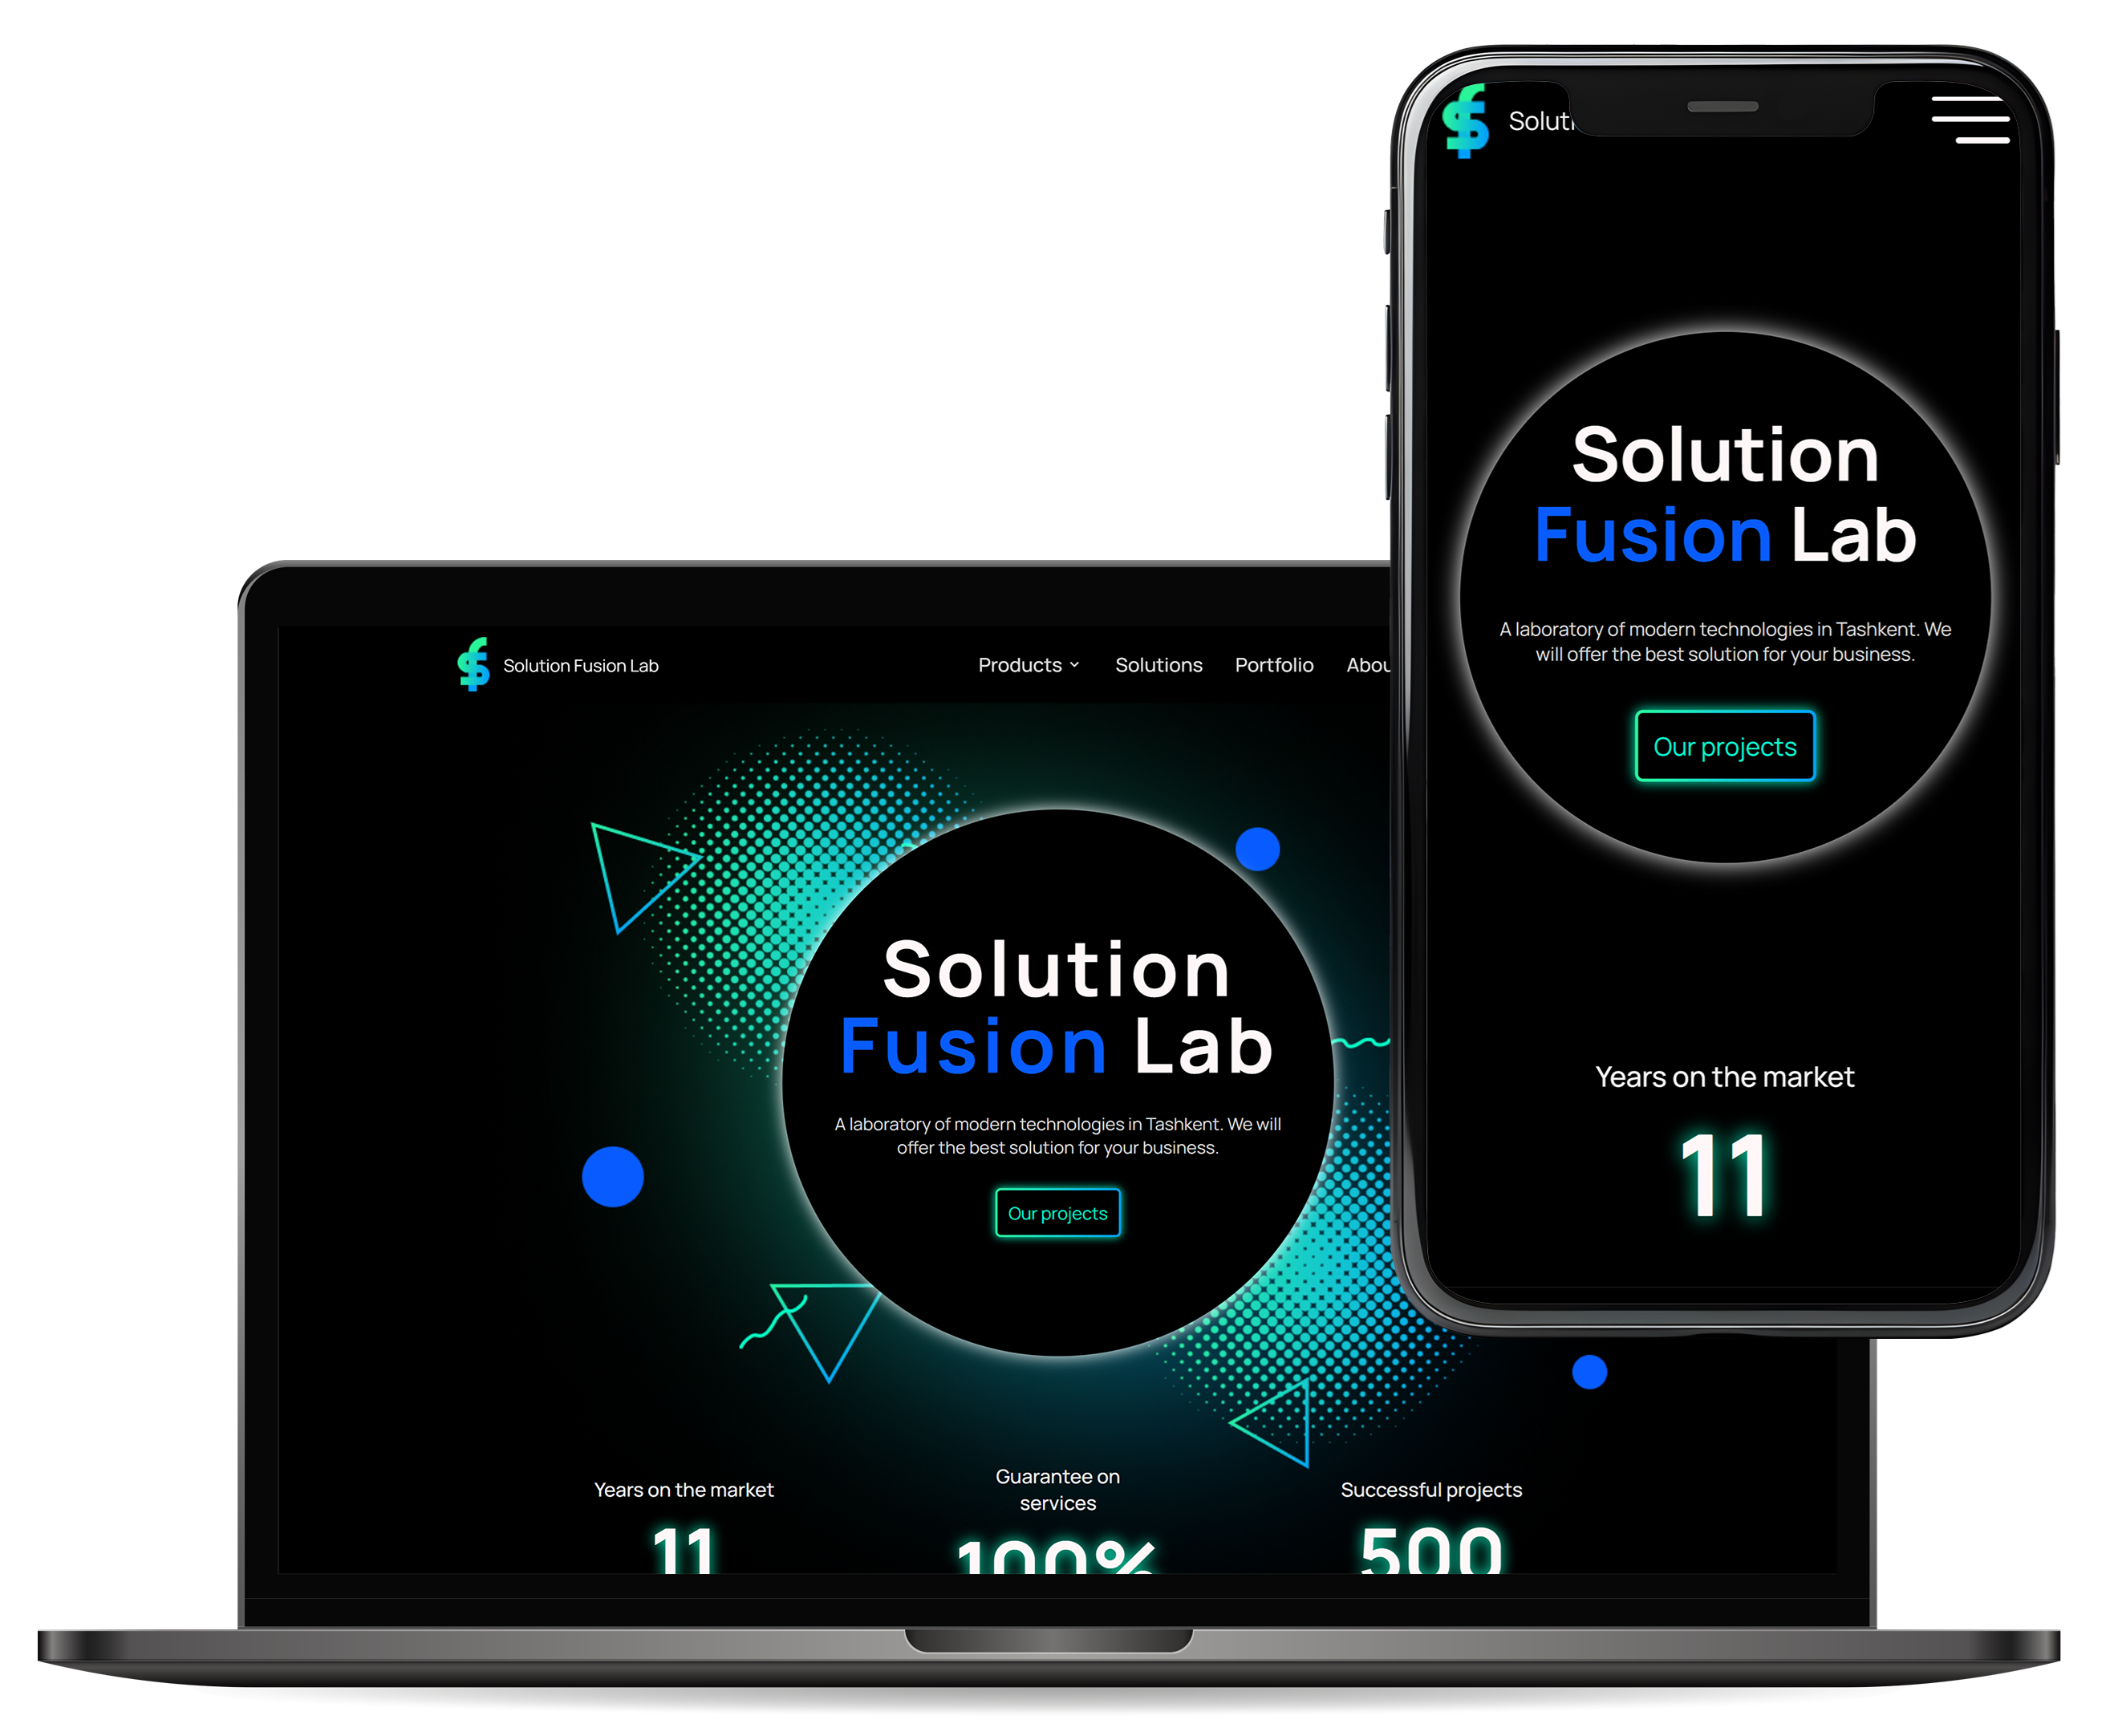 Soluti
Solution
Fusion Lab
A laboratory of modern technologies in Tashkent. We
will offer the best solution for your business.
Our projects
Years on the market
11
Solution Fusion Lab
Products
Solutions
Portfolio
Abou
Solution
Fusion Lab
A laboratory of modern technologies in Tashkent. We will
offer the best solution for your business.
Our projects
Years on the market
11
Guarantee on
services
100%
Successful projects
500